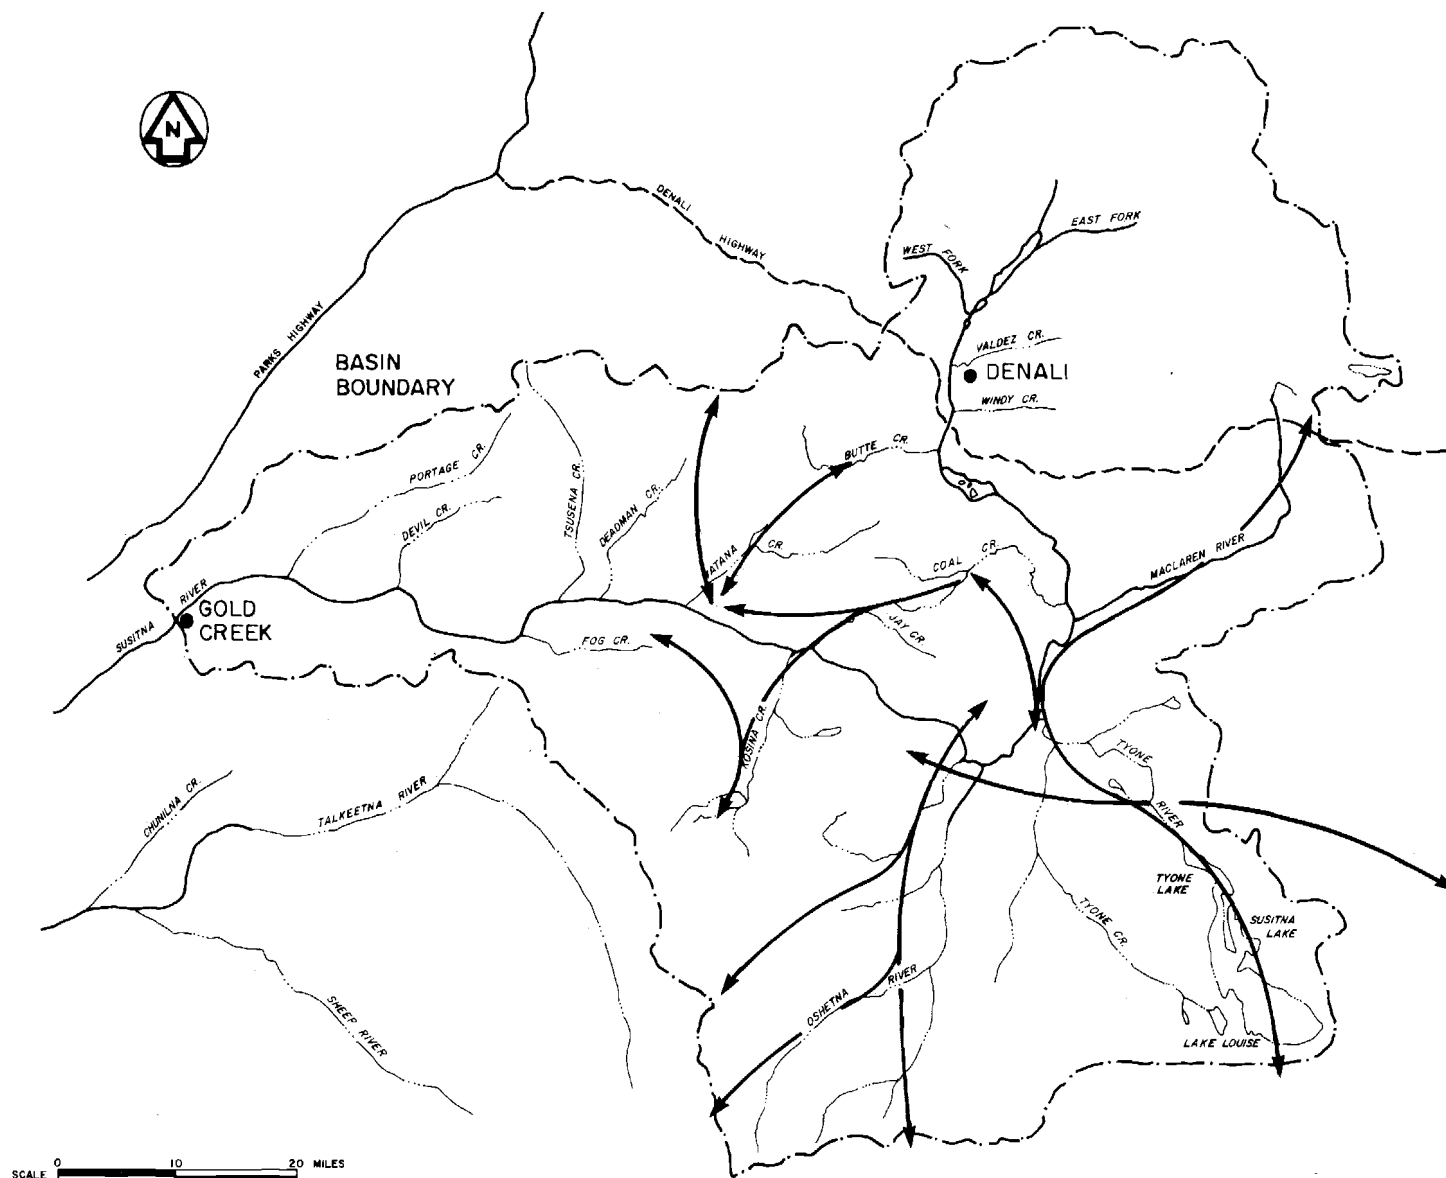 N
DENALI
HIGHWAY
EAST FORK
WEST FORK
PARKS HIGHWAY
VALDEZ CR.
DENALI
WINDY CR.
BASIN
BOUNDARY
PORTAGE CR.
DEVIL CR.
TSUSENA CR.
DEADMAN CR.
BUTTE CR.
WATANA
CR.
COAL CR.
MACLAREN RIVER
SUSITNA RIVER
GOLD
CREEK
FOG CR.
JAY CR
KOSINA CR.
TYONE
RIVER
CHUNILNA CR.
TALKEETNA RIVER
TYONE
LAKE
SUSITNA
LAKE
TYONE CR.
OSHETNA RIVER
SHEEP RIVER
LAKE LOUISE
SCALE 0 10 20 MILES